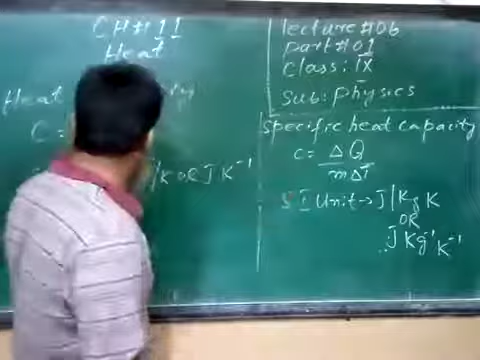 CH # 11
Heat
lecture # 06
part # 01
Class: IX
Sub: physics
Heat
C =
/K OR J K⁻¹
specific heat capacity
c = ΔQ
mΔT
S I Unit → J/Kg K
OR
J Kg⁻¹ K⁻¹